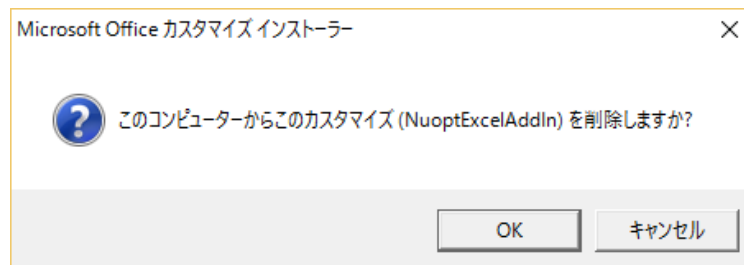 Microsoft Office カスタマイズ インストーラー
このコンピューターからこのカスタマイズ (NuoptExcelAddIn) を削除しますか?
OK
キャンセル